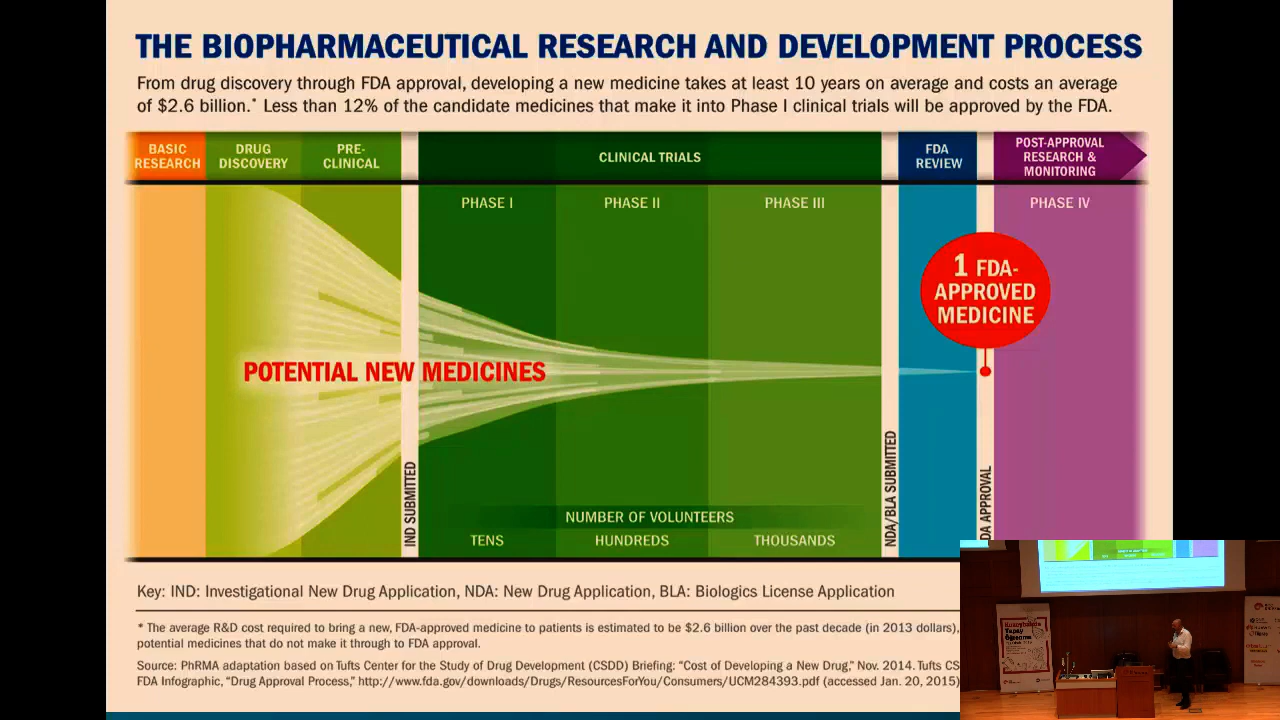 THE BIOPHARMACEUTICAL RESEARCH AND DEVELOPMENT PROCESS
From drug discovery through FDA approval, developing a new medicine takes at least 10 years on average and costs an average
of $2.6 billion.* Less than 12% of the candidate medicines that make it into Phase I clinical trials will be approved by the FDA.
BASIC
RESEARCH
DRUG
DISCOVERY
PRE-
CLINICAL
CLINICAL TRIALS
FDA
REVIEW
POST-APPROVAL
RESEARCH &
MONITORING
PHASE I
PHASE II
PHASE III
PHASE IV
1 FDA-
APPROVED
MEDICINE
POTENTIAL NEW MEDICINES
IND SUBMITTED
NDA/BLA SUBMITTED
DA APPROVAL
NUMBER OF VOLUNTEERS
TENS
HUNDREDS
THOUSANDS
Key: IND: Investigational New Drug Application, NDA: New Drug Application, BLA: Biologics License Application
* The average R&D cost required to bring a new, FDA-approved medicine to patients is estimated to be $2.6 billion over the past decade (in 2013 dollars),
potential medicines that do not make it through to FDA approval.
Source: PhRMA adaptation based on Tufts Center for the Study of Drug Development (CSDD) Briefing: "Cost of Developing a New Drug," Nov. 2014. Tufts CS
FDA Infographic, "Drug Approval Process," http://www.fda.gov/downloads/Drugs/ResourcesForYou/Consumers/UCM284393.pdf (accessed Jan. 20, 2015)
Yapay
Öğrenme